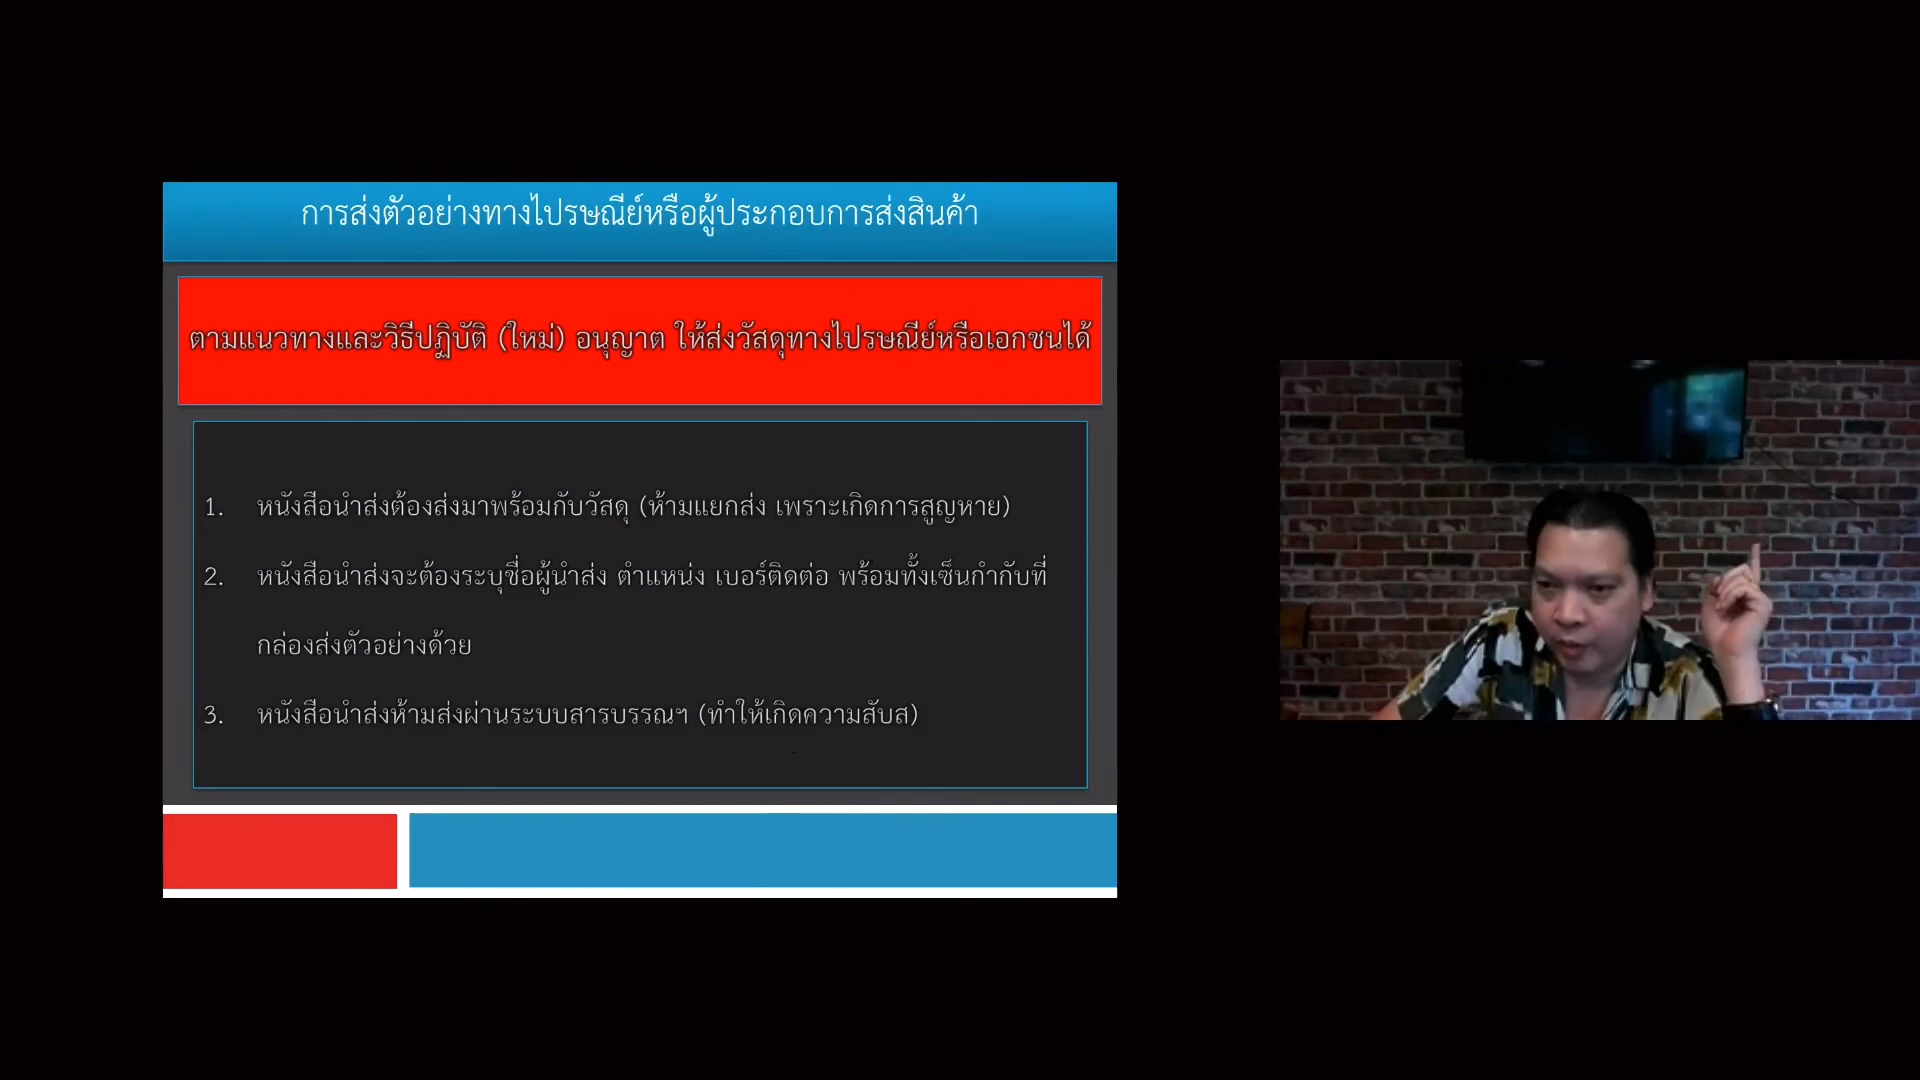 การส่งตัวอย่างทางไปรษณีย์หรือผู้ประกอบการส่งสินค้า
ตามแนวทางและวิธีปฏิบัติ (ใหม่) อนุญาต ให้ส่งวัสดุทางไปรษณีย์หรือเอกชนได้
1. หนังสือนำส่งต้องส่งมาพร้อมกับวัสดุ (ห้ามแยกส่ง เพราะเกิดการสูญหาย)
2. หนังสือนำส่งจะต้องระบุชื่อผู้นำส่ง ตำแหน่ง เบอร์ติดต่อ พร้อมทั้งเซ็นกำกับที่
กล่องส่งตัวอย่างด้วย
3. หนังสือนำส่งห้ามส่งผ่านระบบสารบรรณฯ (ทำให้เกิดความสับส)